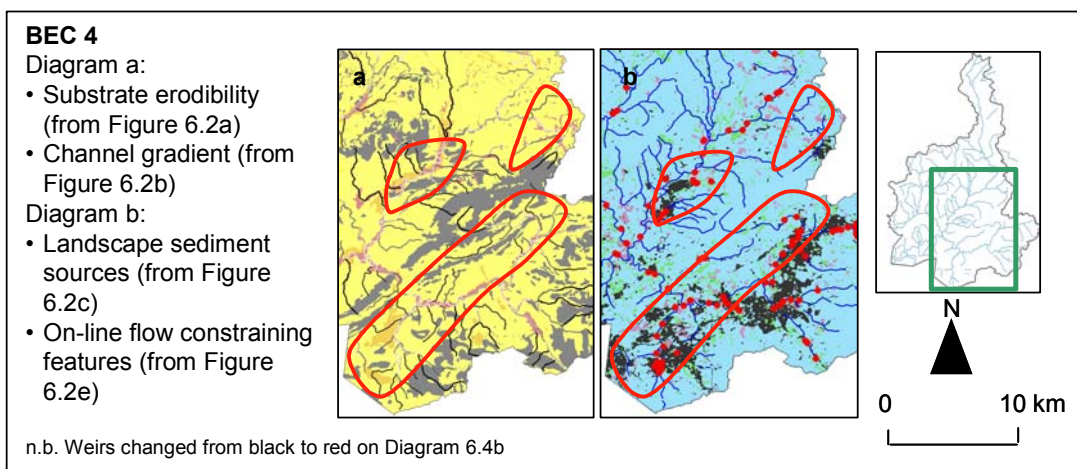 BEC 4
Diagram a:
• Substrate erodibility
(from Figure 6.2a)
• Channel gradient (from
Figure 6.2b)
Diagram b:
• Landscape sediment
sources (from Figure
6.2c)
• On-line flow constraining
features (from Figure
6.2e)
n.b. Weirs changed from black to red on Diagram 6.4b
a
b
N
0 10 km